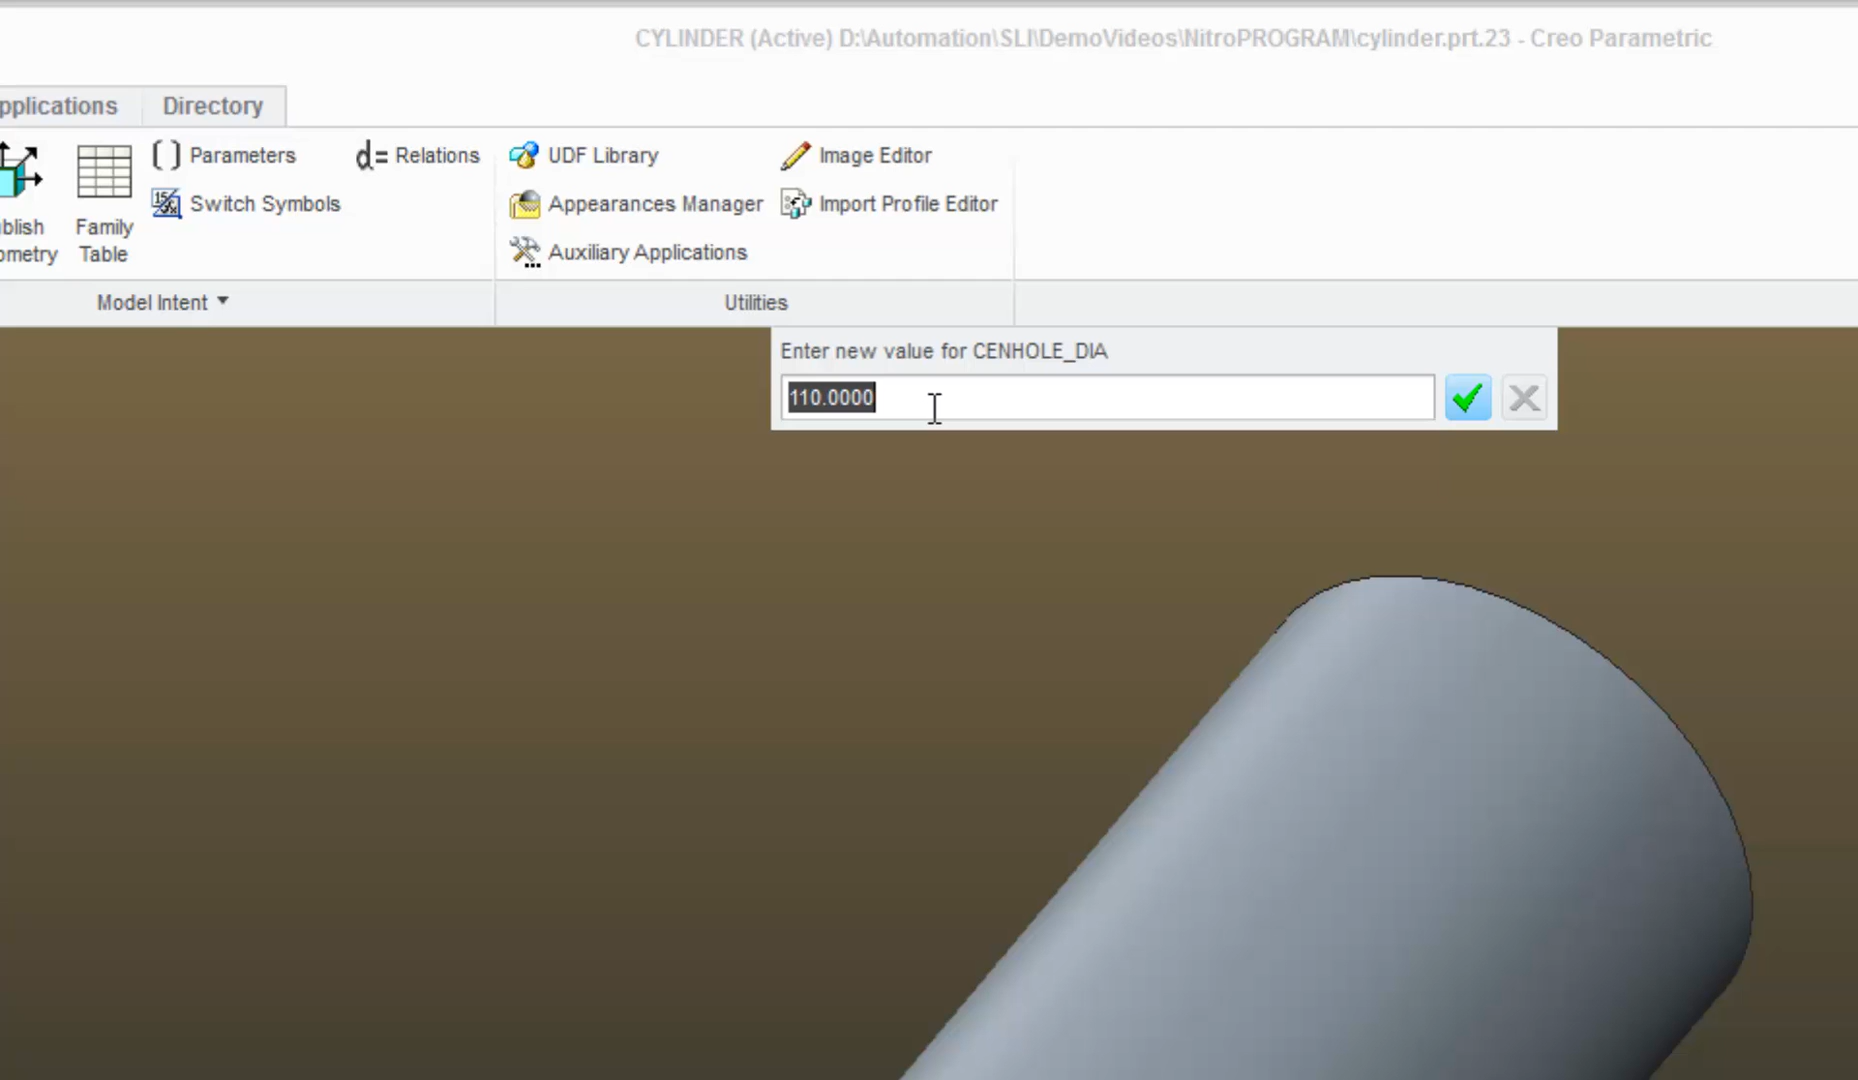 CYLINDER (Active) D:\Automation\SLI\DemoVideos\NitroPROGRAM\cylinder.prt.23 - Creo Parametric
pplications
Directory
Parameters
d= Relations
UDF Library
Image Editor
Switch Symbols
Appearances Manager
Import Profile Editor
blish
ometry
Family
Table
Auxiliary Applications
Model Intent
Utilities
Enter new value for CENHOLE_DIA
110.0000